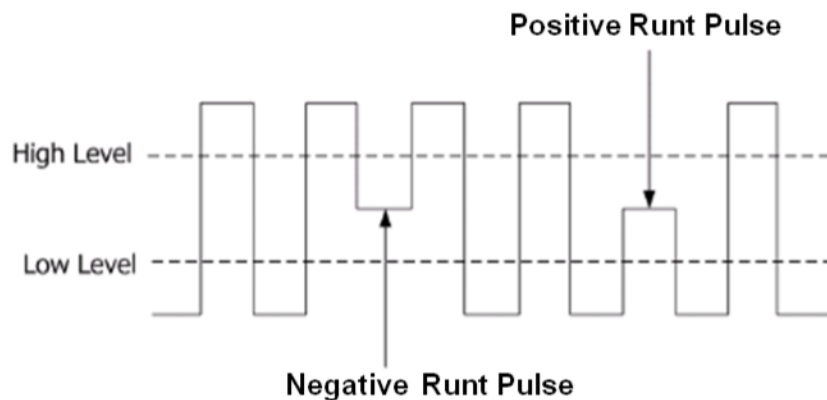 Positive Runt Pulse
High Level
Low Level
Negative Runt Pulse